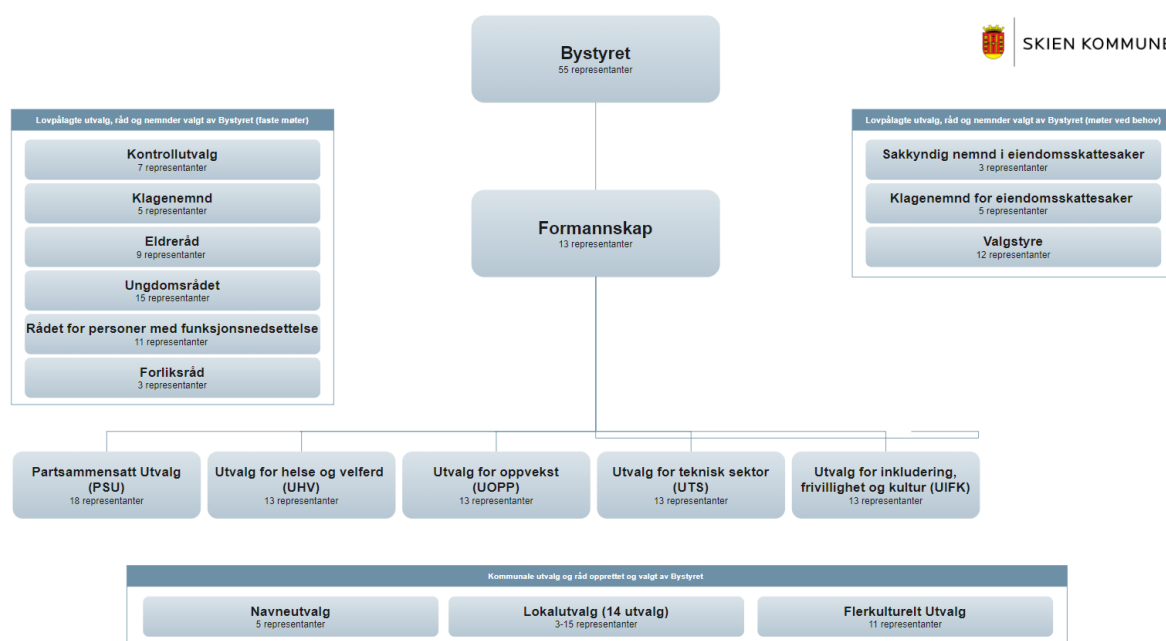 Bystyret
55 representanter
SKIEN KOMMUNE
Lovpålagte utvalg, råd og nemnder valgt av Bystyret (faste møter)
Kontrollutvalg
7 representanter
Klagenemnd
5 representanter
Eldreråd
9 representanter
Ungdomsrådet
15 representanter
Rådet for personer med funksjonsnedsettelse
11 representanter
Forliksråd
3 representanter
Formannskap
13 representanter
Lovpålagte utvalg, råd og nemnder valgt av Bystyret (møter ved behov)
Sakkyndig nemnd i eiendomsskattesaker
3 representanter
Klagenemnd for eiendomsskattesaker
5 representanter
Valgstyre
12 representanter
Partsammensatt Utvalg
(PSU)
18 representanter
Utvalg for helse og velferd
(UHV)
13 representanter
Utvalg for oppvekst
(UOPP)
13 representanter
Utvalg for teknisk sektor
(UTS)
13 representanter
Utvalg for inkludering,
frivillighet og kultur (UIFK)
13 representanter
Kommunale utvalg og råd opprettet og valgt av Bystyret
Navneutvalg
5 representanter
Lokalutvalg (14 utvalg)
3-15 representanter
Flerkulturelt Utvalg
11 representanter